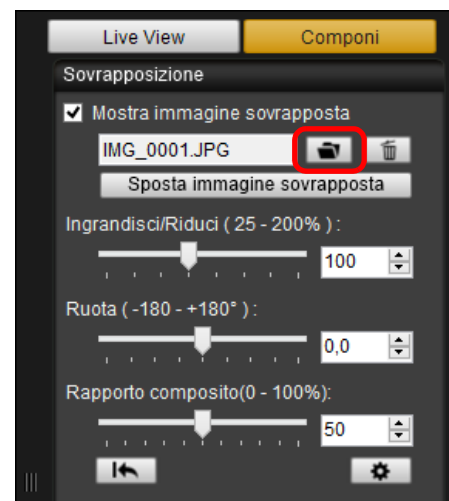 Live View Componi
Sovrapposizione
Mostra immagine sovrapposta
IMG_0001.JPG
Sposta immagine sovrapposta
Ingrandisci/Riduci ( 25 - 200% ) :
100
Ruota ( -180 - +180° ) :
0,0
Rapporto composito(0 - 100%):
50